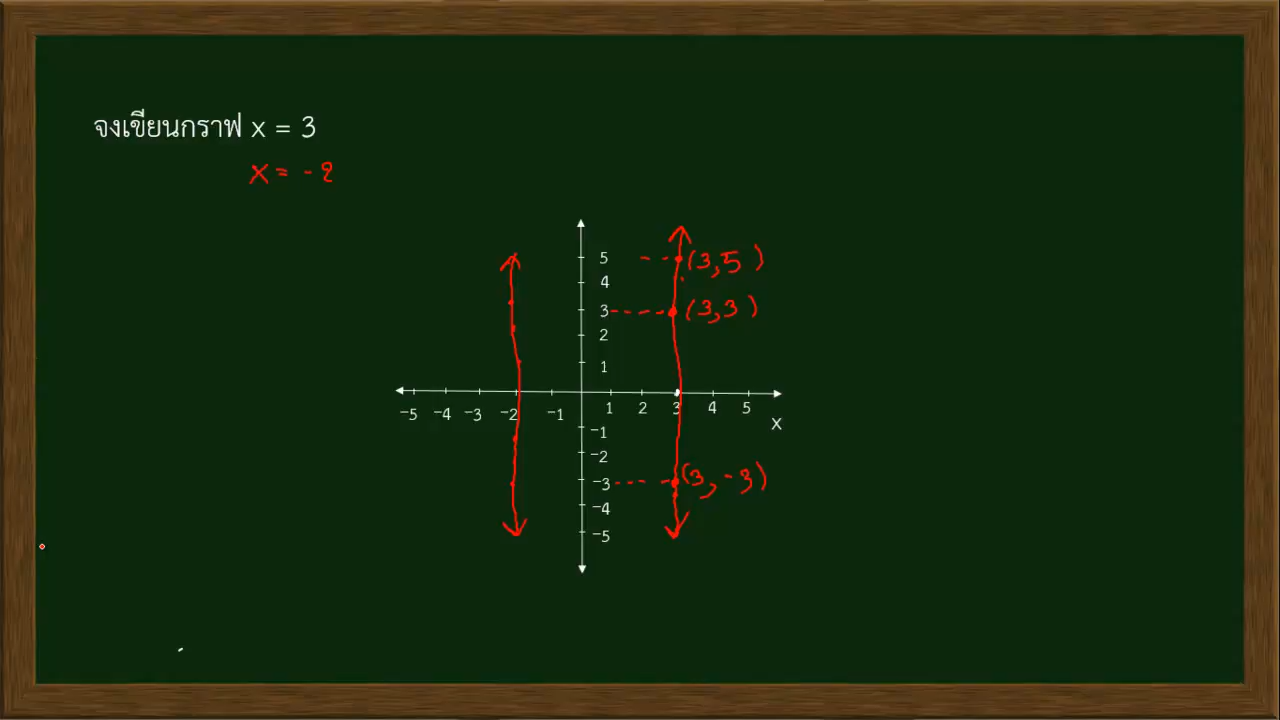 จงเขียนกราฟ x = 3
x = -2
5 (3,5)
4
3 (3,3)
2
1
-5 -4 -3 -2 -1 1 2 3 4 5
x
-1
-2
-3 (3,-3)
-4
-5